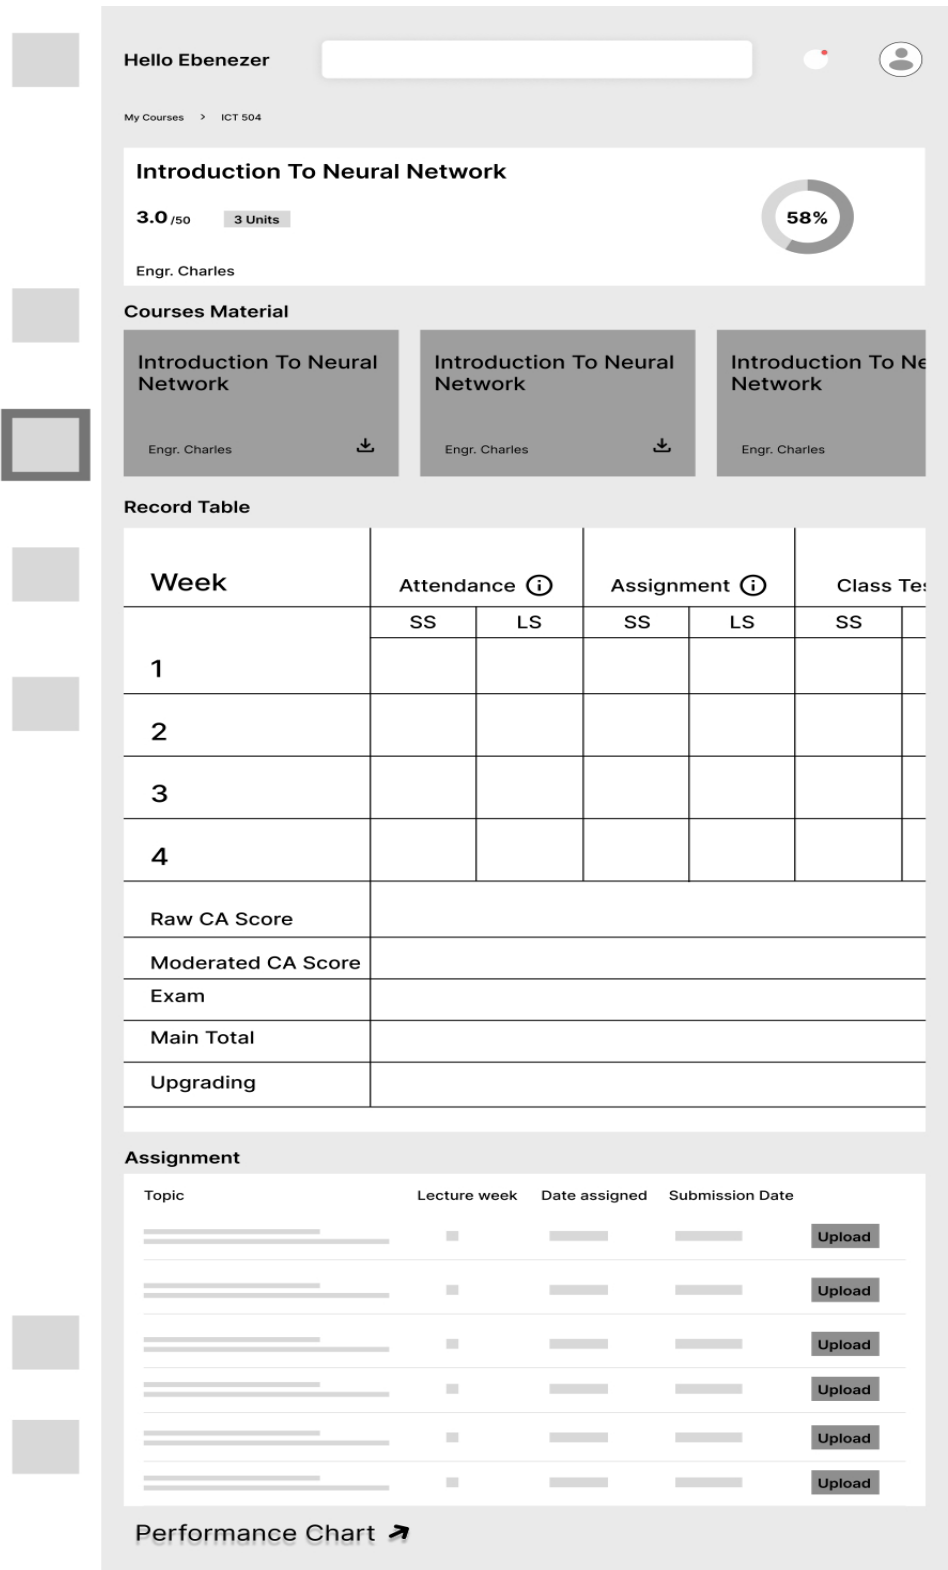 Hello Ebenezer
My Courses > ICT 504
Introduction To Neural Network
3.0 /50 3 Units
58%
Engr. Charles
Courses Material
Introduction To Neural
Network
Engr. Charles
Introduction To Neural
Network
Engr. Charles
Introduction To Ne
Network
Engr. Charles
Record Table
Week Attendance Assignment Class Tes
SS LS SS LS SS
1
2
3
4
Raw CA Score
Moderated CA Score
Exam
Main Total
Upgrading
Assignment
Topic Lecture week Date assigned Submission Date
Upload
Upload
Upload
Upload
Upload
Upload
Performance Chart